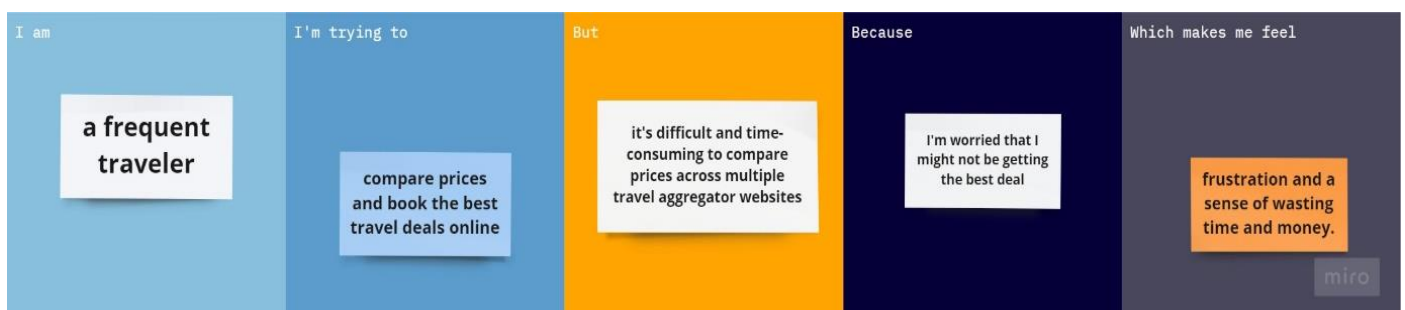 I am
a frequent
traveler
I'm trying to
compare prices
and book the best
travel deals online
But
it's difficult and time-
consuming to compare
prices across multiple
travel aggregator websites
Because
I'm worried that I
might not be getting
the best deal
Which makes me feel
frustration and a
sense of wasting
time and money.
miro